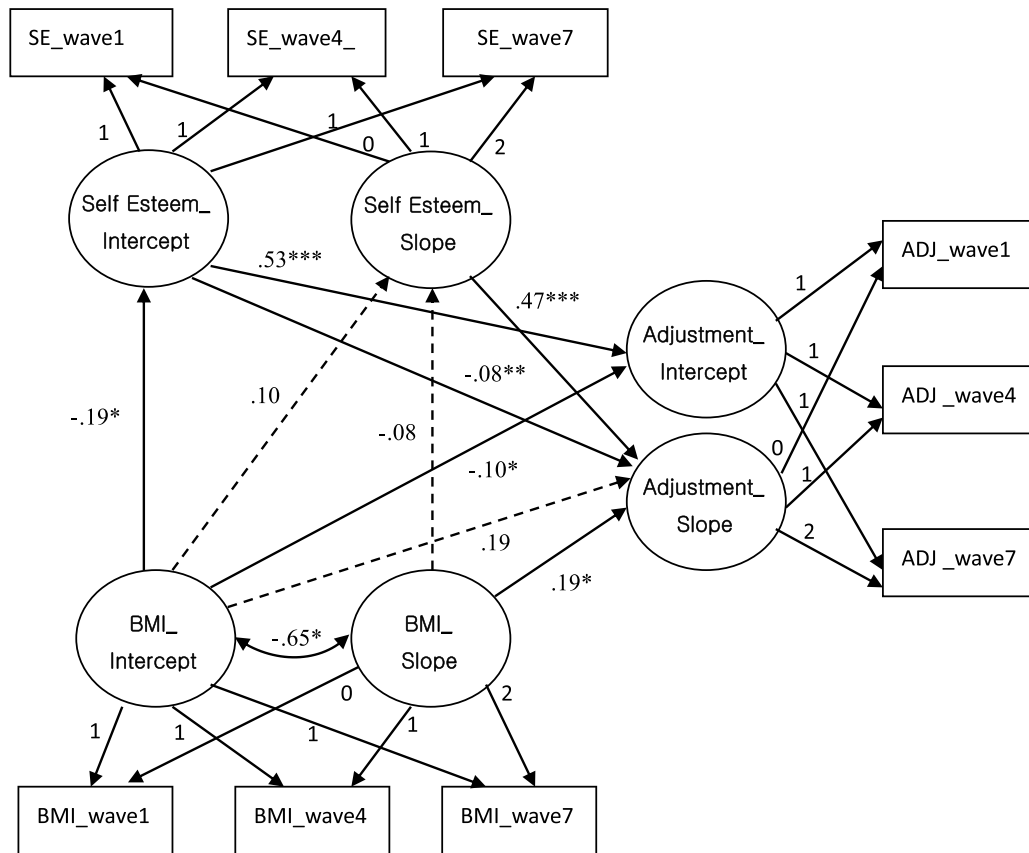 SE_wave1
SE_wave4_
SE_wave7
1
1
1
0
1
2
Self Esteem_
Intercept
Self Esteem_
Slope
ADJ_wave1
.53***
.47***
1
Adjustment_
Intercept
1
-.08**
.10
ADJ _wave4
1
-.19*
-.08
0
-.10*
1
Adjustment_
Slope
2
.19
ADJ _wave7
.19*
BMI_
Intercept
-.65*
BMI_
Slope
0
2
1
1
1
1
BMI_wave1
BMI_wave4
BMI_wave7